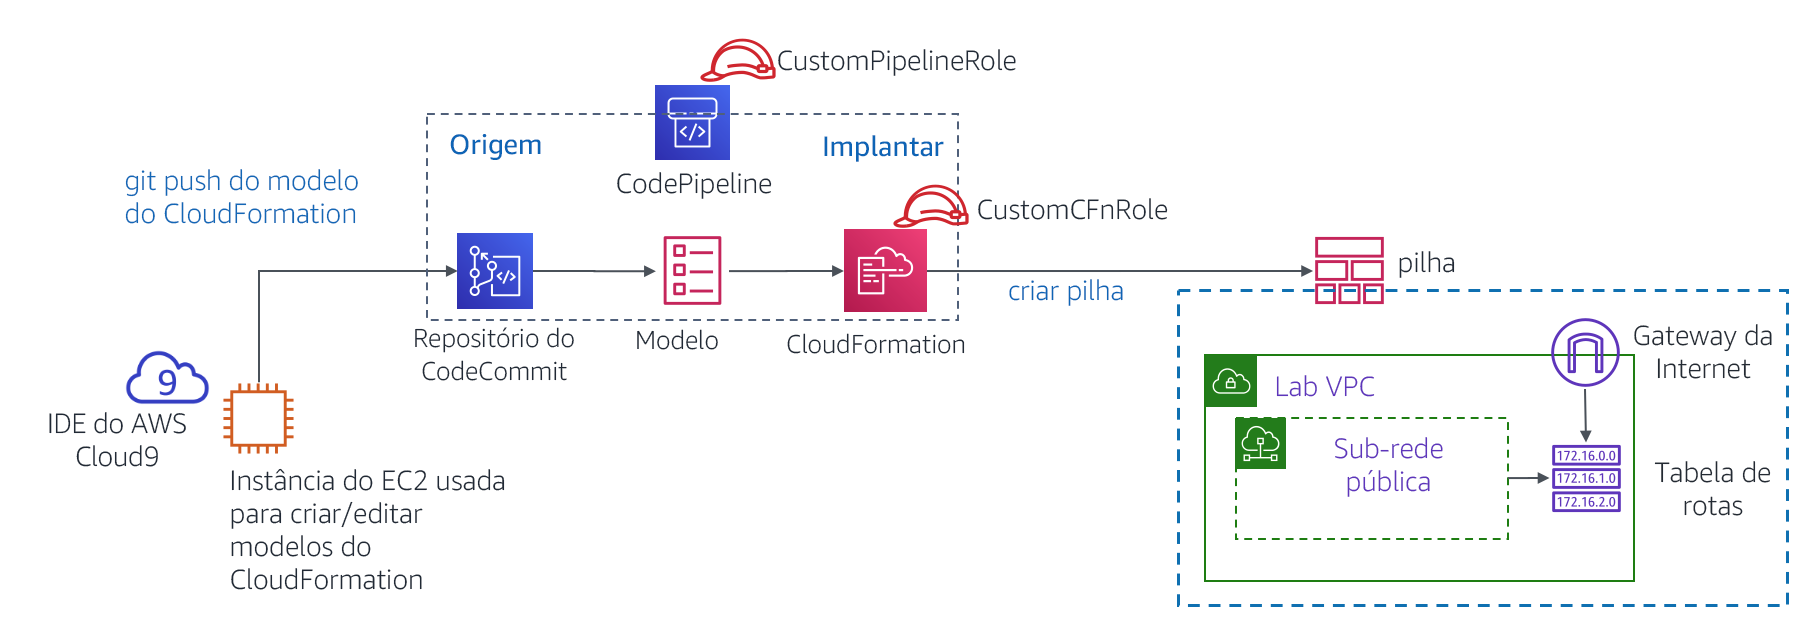 CustomPipelineRole
Origem
Implantar
CodePipeline
git push do modelo
do CloudFormation
CustomCFnRole
pilha
criar pilha
Repositório do
CodeCommit
Modelo
CloudFormation
9
IDE do AWS
Cloud9
Instância do EC2 usada
para criar/editar
modelos do
CloudFormation
Gateway da
Internet
Lab VPC
Sub-rede
pública
172.16.0.0
172.16.1.0
172.16.2.0
Tabela de
rotas